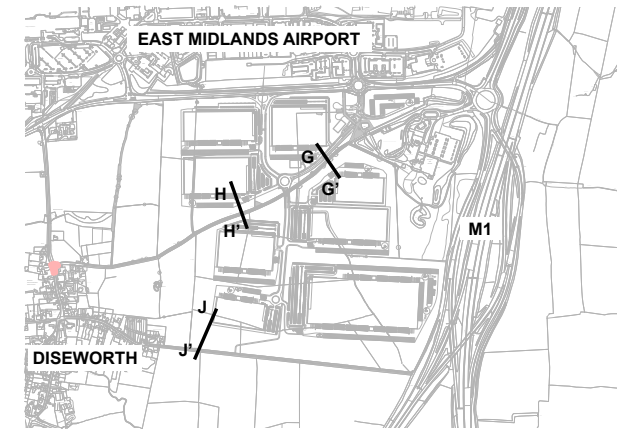 EAST MIDLANDS AIRPORT
G
G'
H
H'
M1
J
J'
DISEWORTH